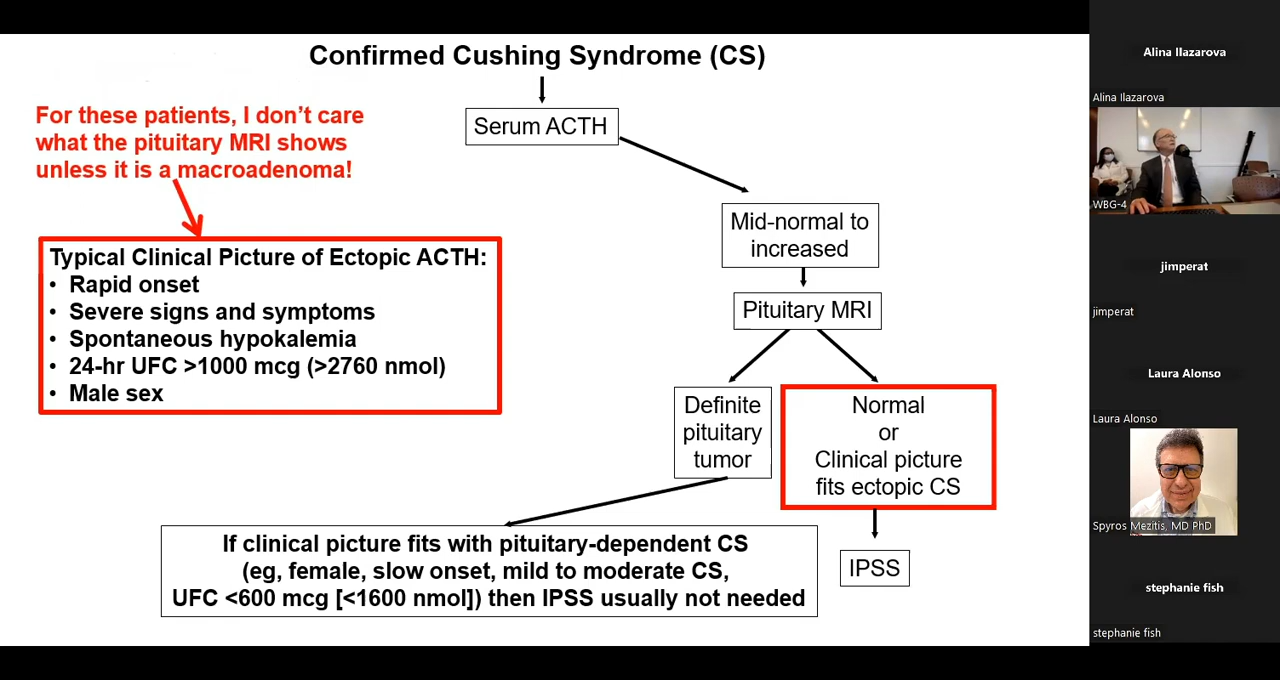 Confirmed Cushing Syndrome (CS)
For these patients, I don’t care
what the pituitary MRI shows
unless it is a macroadenoma!
Serum ACTH
Mid-normal to
increased
Pituitary MRI
Typical Clinical Picture of Ectopic ACTH:
• Rapid onset
• Severe signs and symptoms
• Spontaneous hypokalemia
• 24-hr UFC >1000 mcg (>2760 nmol)
• Male sex
Definite
pituitary
tumor
Normal
or
Clinical picture
fits ectopic CS
If clinical picture fits with pituitary-dependent CS
(eg, female, slow onset, mild to moderate CS,
UFC <600 mcg [<1600 nmol]) then IPSS usually not needed
IPSS
Alina Ilazarova
Alina Ilazarova
WBG-4
jimperat
jimperat
Laura Alonso
Laura Alonso
Spyros Mezitis, MD PhD
stephanie fish
stephanie fish